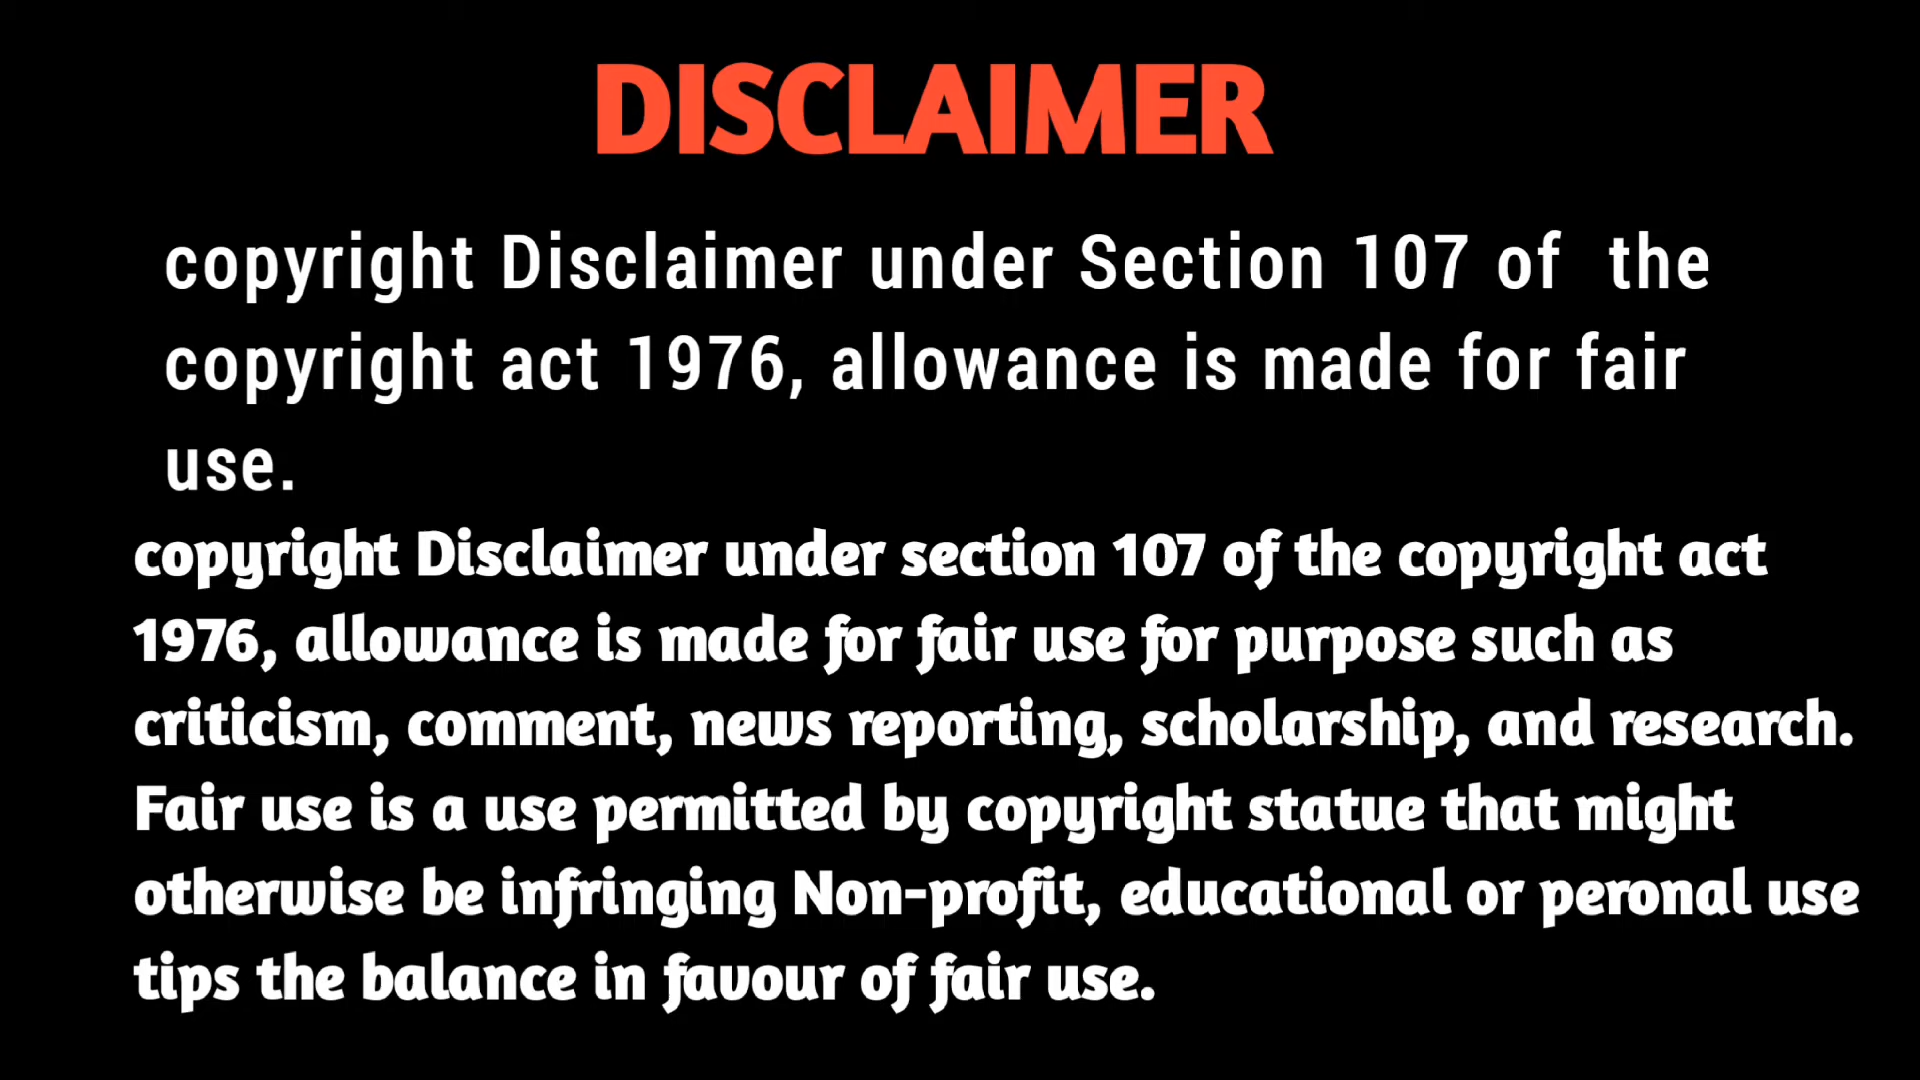 DISCLAIMER
copyright Disclaimer under Section 107 of the
copyright act 1976, allowance is made for fair
use.
copyright Disclaimer under section 107 of the copyright act
1976, allowance is made for fair use for purpose such as
criticism, comment, news reporting, scholarship, and research.
Fair use is a use permitted by copyright statue that might
otherwise be infringing Non-profit, educational or peronal use
tips the balance in favour of fair use.